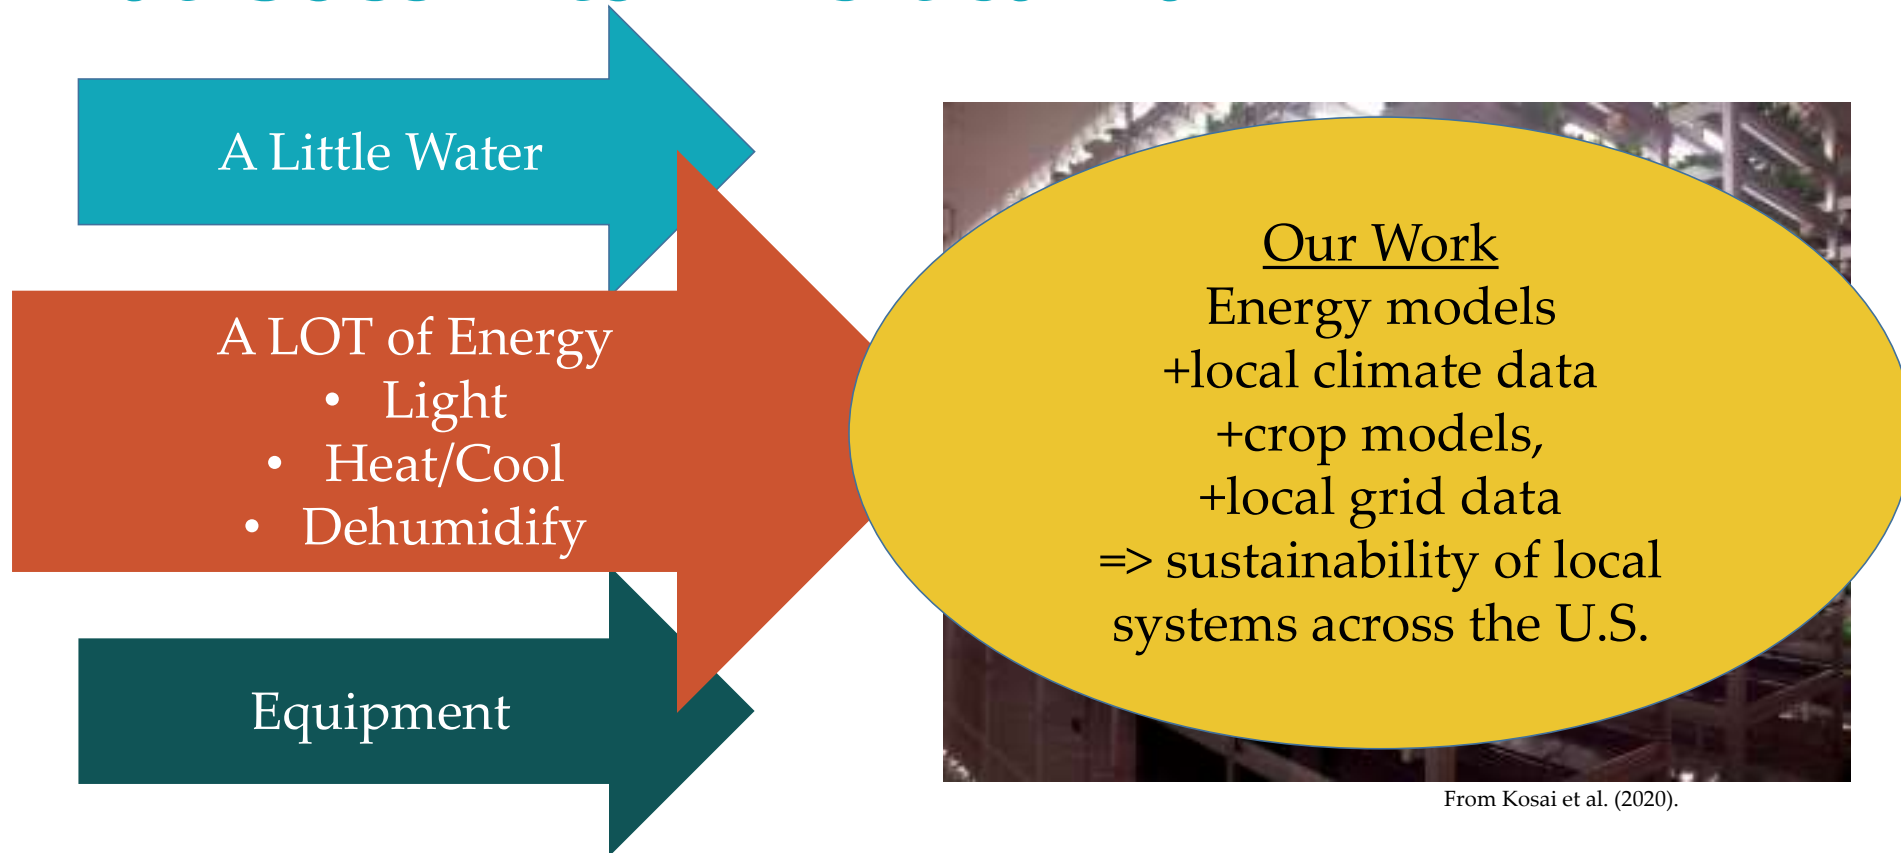 A Little Water
A LOT of Energy
• Light
• Heat/Cool
• Dehumidify
Equipment
Our Work
Energy models
+local climate data
+crop models,
+local grid data
=> sustainability of local
systems across the U.S.
From Kosai et al. (2020).